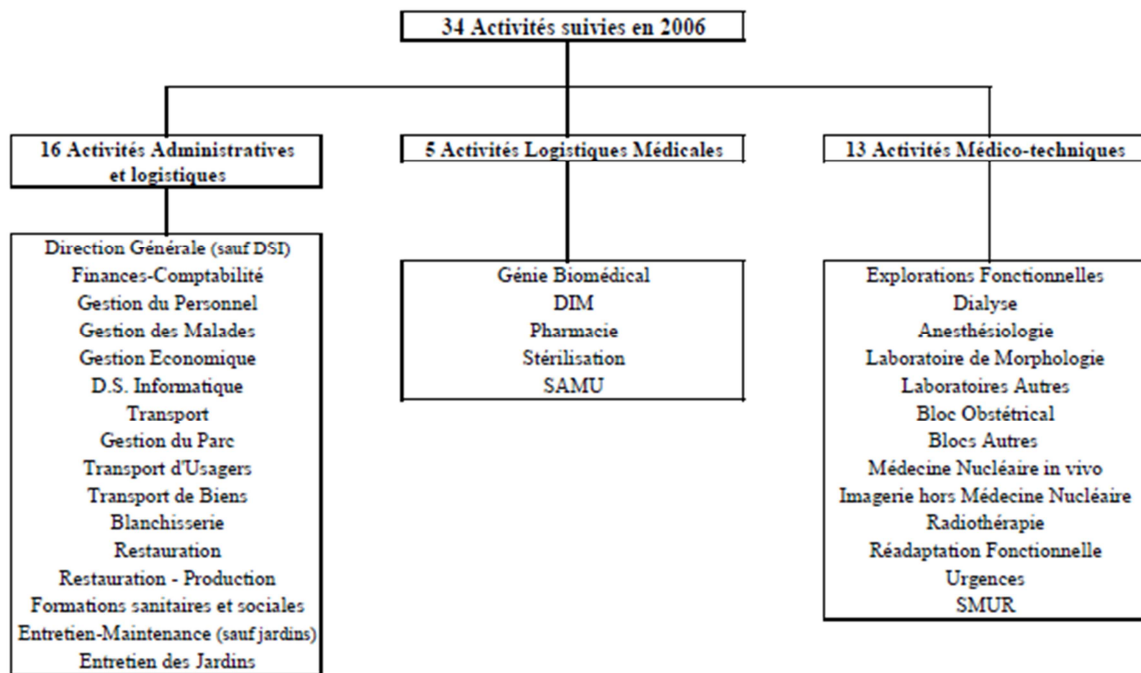 34 Activités suivies en 2006
16 Activités Administratives
et logistiques
Direction Générale (sauf DSI)
Finances-Comptabilité
Gestion du Personnel
Gestion des Malades
Gestion Economique
D.S. Informatique
Transport
Gestion du Parc
Transport d'Usagers
Transport de Biens
Blanchisserie
Restauration
Restauration - Production
Formations sanitaires et sociales
Entretien-Maintenance (sauf jardins)
Entretien des Jardins
5 Activités Logistiques Médicales
Génie Biomédical
DIM
Pharmacie
Stérilisation
SAMU
13 Activités Médico-techniques
Explorations Fonctionnelles
Dialyse
Anesthésiologie
Laboratoire de Morphologie
Laboratoires Autres
Bloc Obstétrical
Blocs Autres
Médecine Nucléaire in vivo
Imagerie hors Médecine Nucléaire
Radiothérapie
Réadaptation Fonctionnelle
Urgences
SMUR